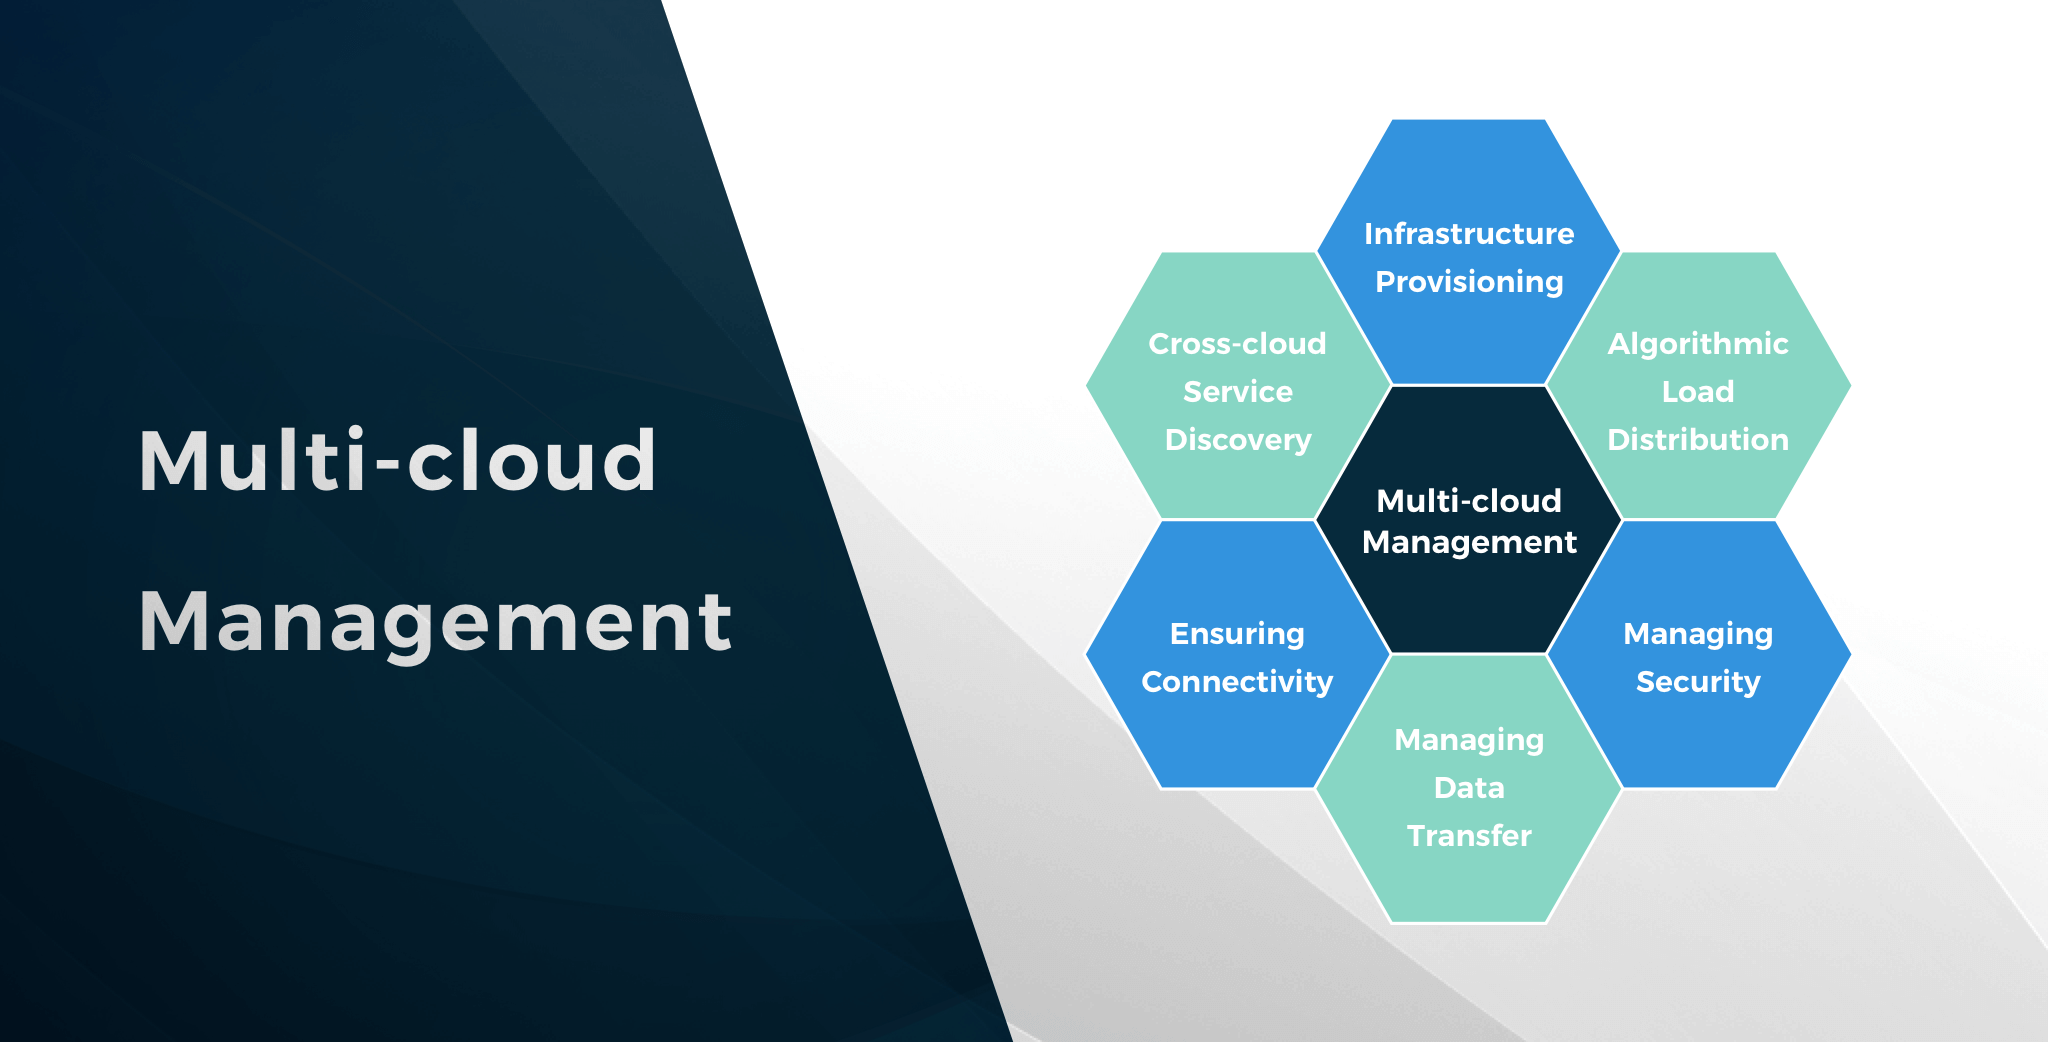 Multi-cloud
Management
Infrastructure
Provisioning
Cross-cloud
Service
Discovery
Algorithmic
Load
Distribution
Multi-cloud
Management
Ensuring
Connectivity
Managing
Security
Managing
Data
Transfer